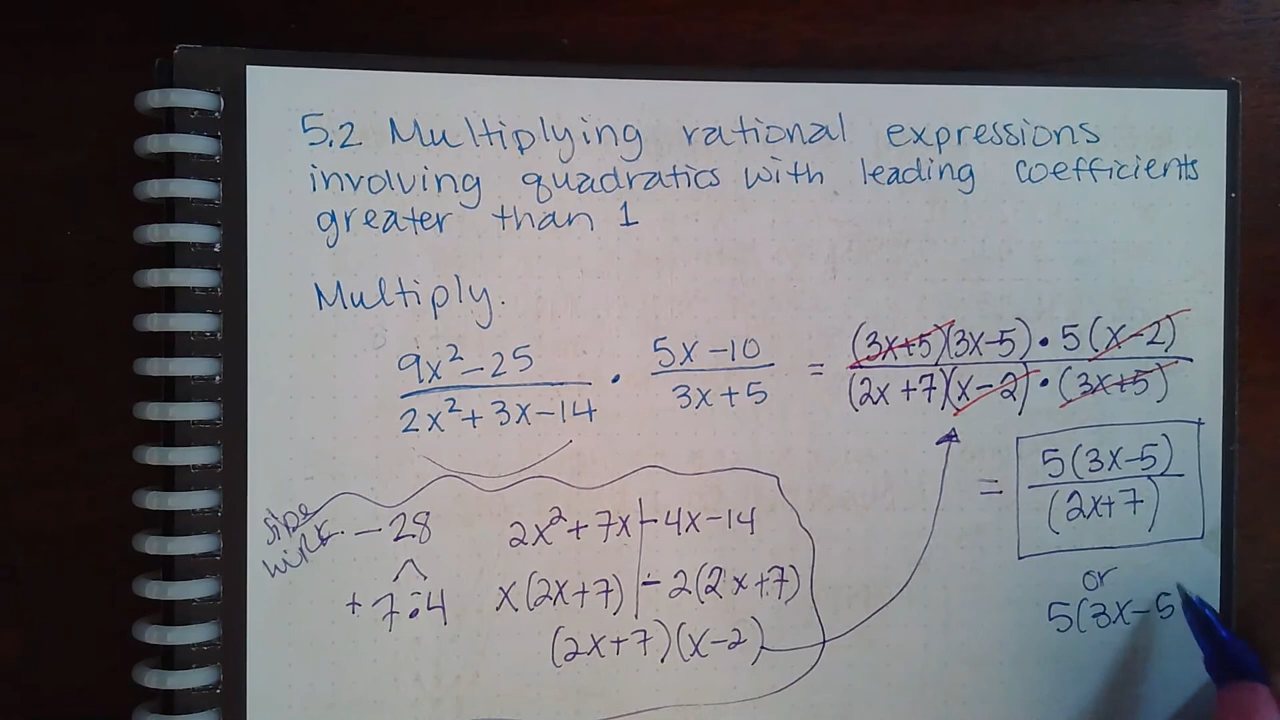 5.2 Multiplying rational expressions
involving quadratics with leading coefficients
greater than 1
Multiply.
9x² - 25 / 2x² + 3x - 14 • 5x - 10 / 3x + 5 = (3x+5)(3x-5) • 5(x-2) / (2x+7)(x-2) • (3x+5)
= 5(3x-5) / (2x+7)
or
5(3x-5
side
work
-28
+7 -4
2x² + 7x - 4x - 14
x(2x+7) - 2(2x+7)
(2x+7)(x-2)